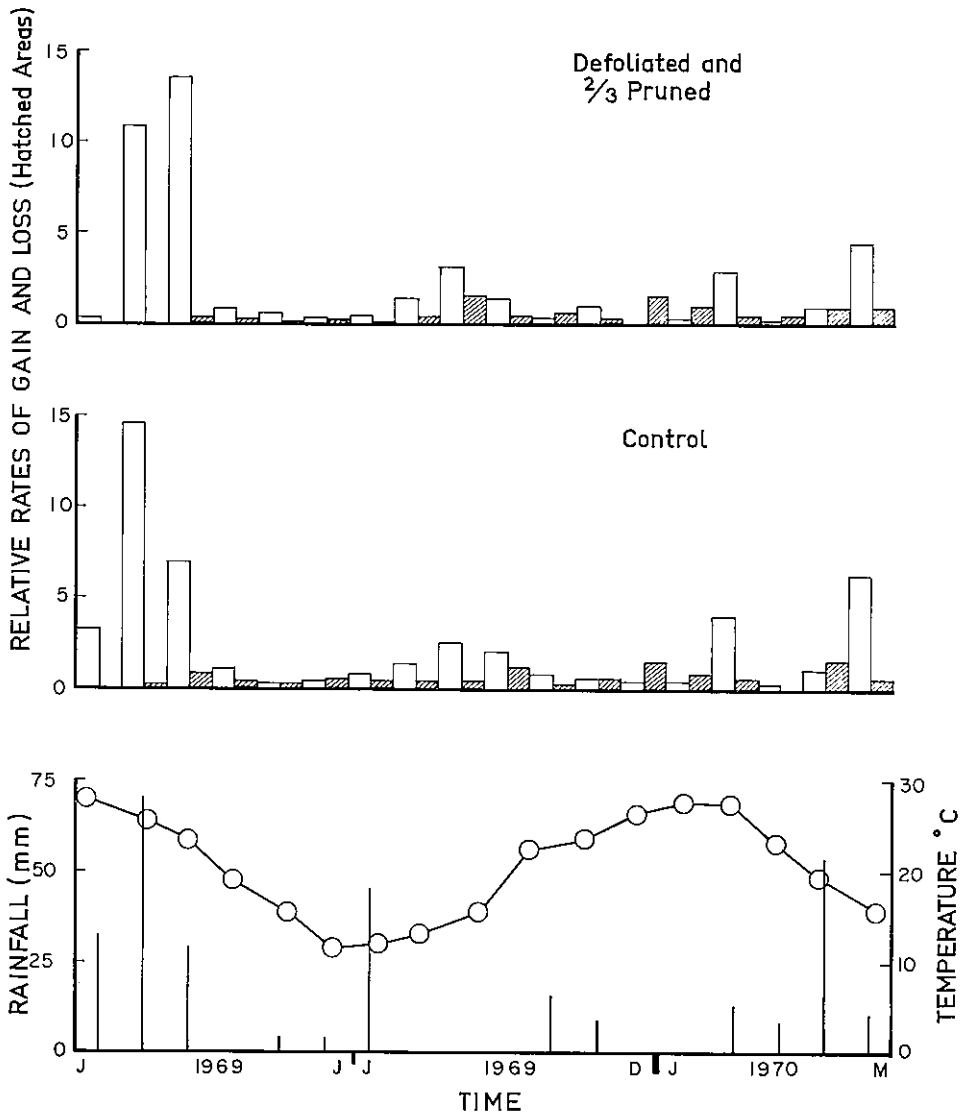 RELATIVE RATES OF GAIN AND LOSS (Hatched Areas)
15
10
5
0
Defoliated and
2/3 Pruned
15
10
5
0
Control
RAINFALL (mm)
75
50
25
0
30
20
10
0
TEMPERATURE °C
J 1969 J J 1969 D J 1970 M
TIME